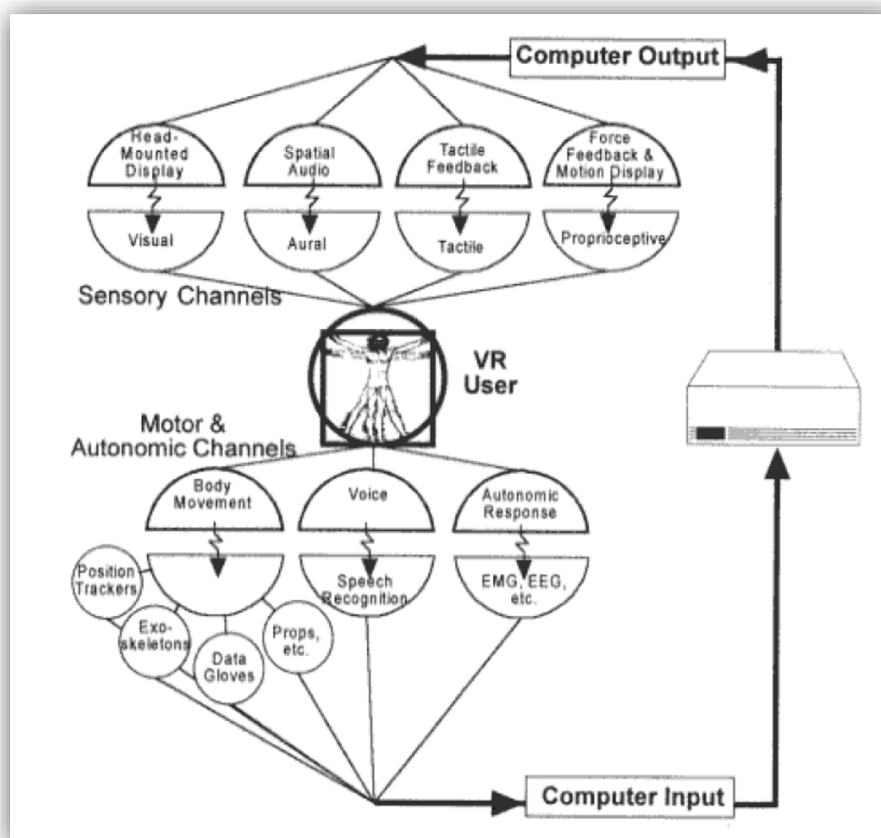 Computer Output
Head-
Mounted
Display
Spatial
Audio
Tactile
Feedback
Force
Feedback &
Motion Display
Visual
Aural
Tactile
Proprioceptive
Sensory Channels
VR
User
Motor &
Autonomic Channels
Body
Movement
Voice
Autonomic
Response
Position
Trackers
Exo-
skeletons
Data
Gloves
Props,
etc.
Speech
Recognition
EMG, EEG,
etc.
Computer Input